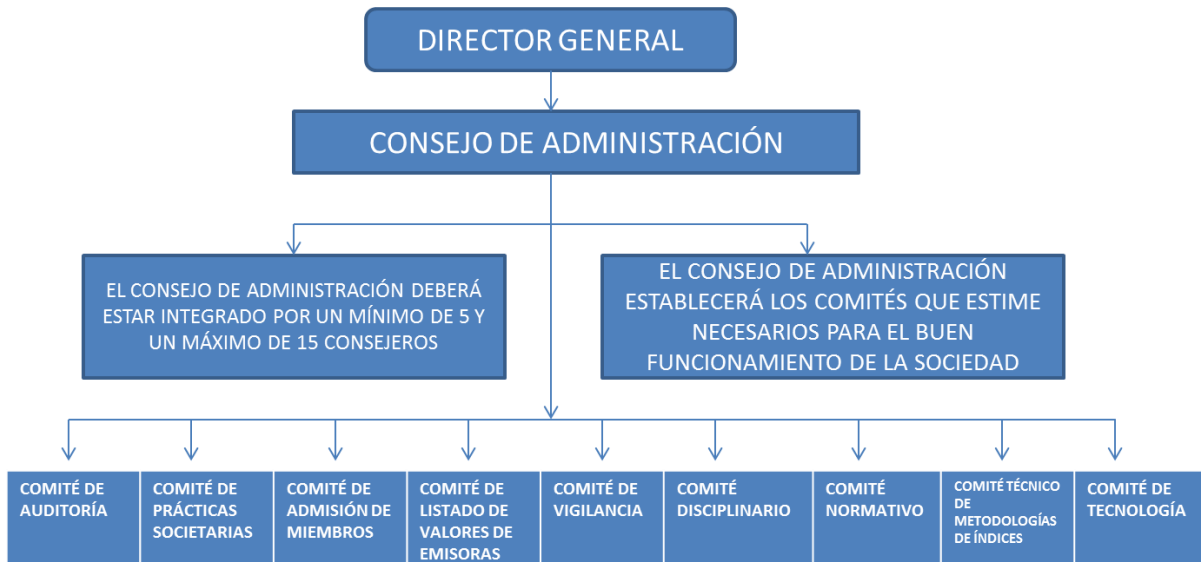 DIRECTOR GENERAL
CONSEJO DE ADMINISTRACIÓN
EL CONSEJO DE ADMINISTRACIÓN DEBERÁ
ESTAR INTEGRADO POR UN MÍNIMO DE 5 Y
UN MÁXIMO DE 15 CONSEJEROS
EL CONSEJO DE ADMINISTRACIÓN
ESTABLECERÁ LOS COMITÉS QUE ESTIME
NECESARIOS PARA EL BUEN
FUNCIONAMIENTO DE LA SOCIEDAD
COMITÉ DE
AUDITORÍA
COMITÉ DE
PRÁCTICAS
SOCIETARIAS
COMITÉ DE
ADMISIÓN DE
MIEMBROS
COMITÉ DE
LISTADO DE
VALORES DE
EMISORAS
COMITÉ DE
VIGILANCIA
COMITÉ
DISCIPLINARIO
COMITÉ
NORMATIVO
COMITÉ TÉCNICO
DE
METODOLOGÍAS
DE ÍNDICES
COMITÉ DE
TECNOLOGÍA